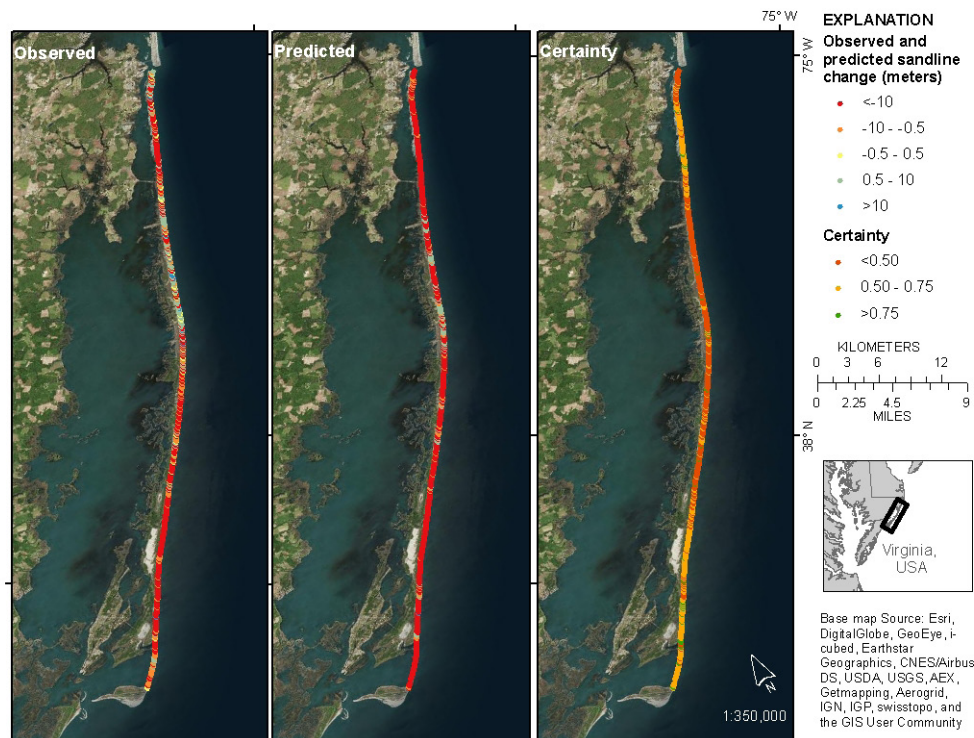 Observed
Predicted
Certainty
75° W
75° W
38° N
N
1:350,000
EXPLANATION
Observed and
predicted sandline
change (meters)
<-10
-10 - -0.5
-0.5 - 0.5
0.5 - 10
>10
Certainty
<0.50
0.50 - 0.75
>0.75
KILOMETERS
0 3 6 12
0 2.25 4.5 9
MILES
Virginia,
USA
Base map Source: Esri,
DigitalGlobe, GeoEye, i-
cubed, Earthstar
Geographics, CNES/Airbus
DS, USDA, USGS, AEX,
Getmapping, Aerogrid,
IGN, IGP, swisstopo, and
the GIS User Community